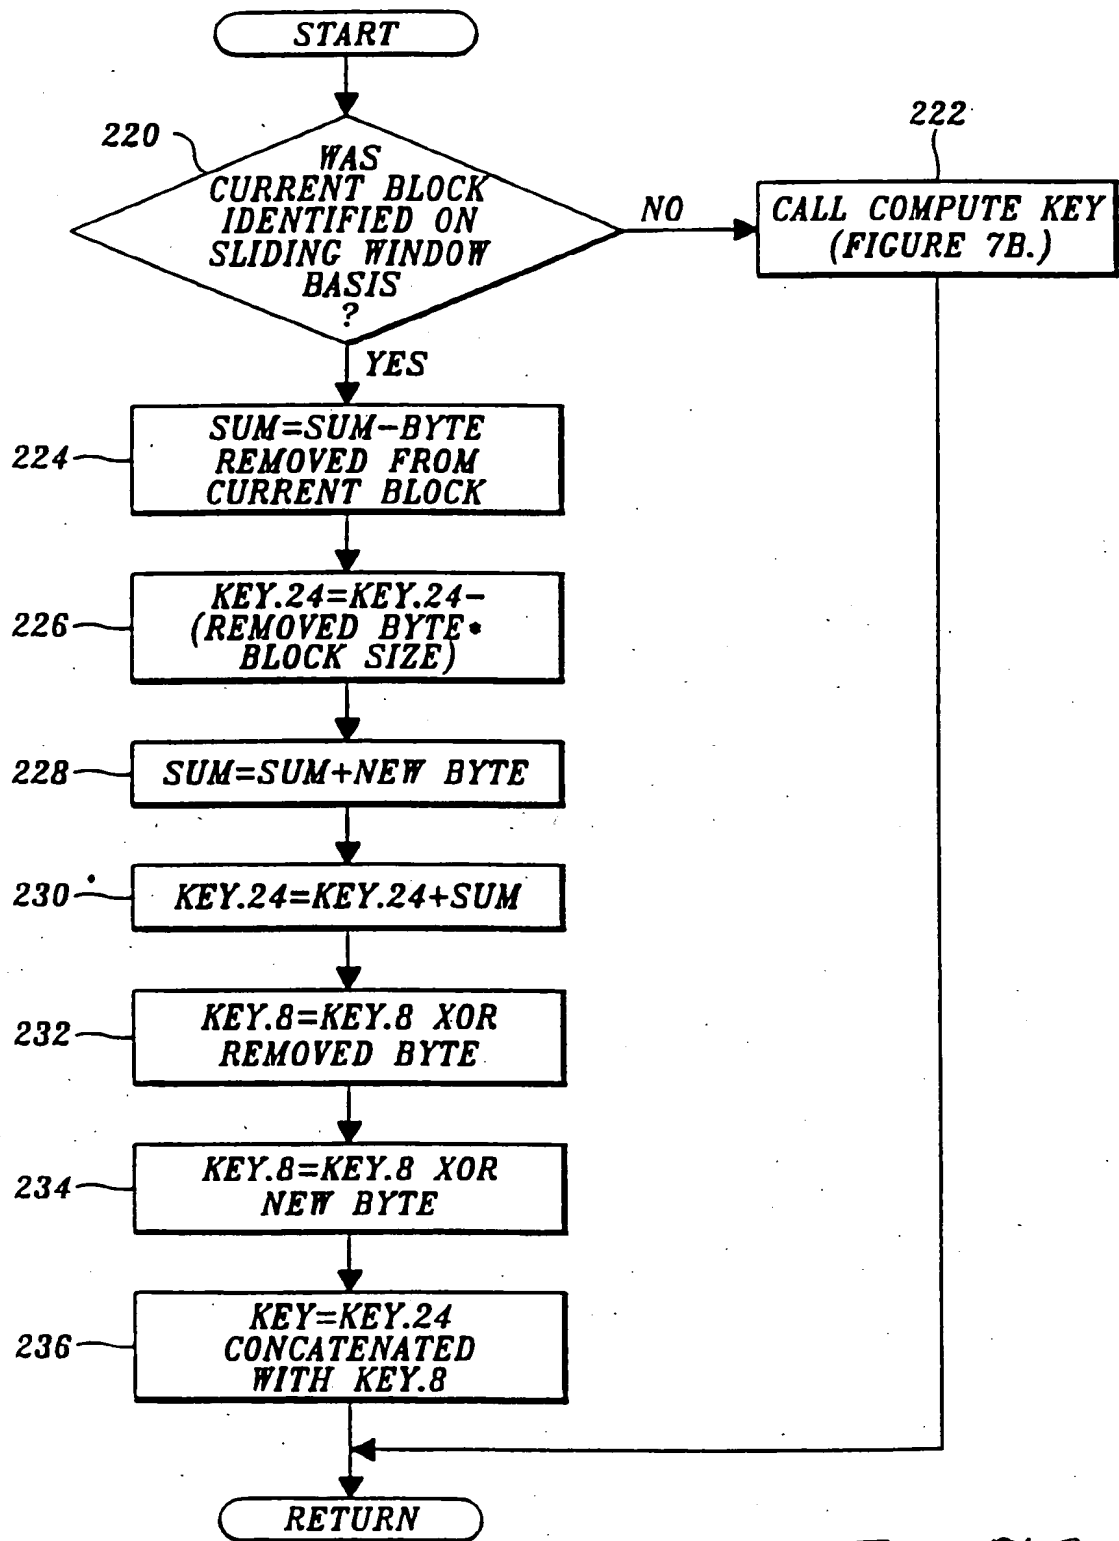 START
220
WAS
CURRENT BLOCK
IDENTIFIED ON
SLIDING WINDOW
BASIS
?
NO
222
CALL COMPUTE KEY
(FIGURE 7B.)
YES
224
SUM=SUM-BYTE
REMOVED FROM
CURRENT BLOCK
226
KEY.24=KEY.24-
(REMOVED BYTE*
BLOCK SIZE)
228
SUM=SUM+NEW BYTE
230
KEY.24=KEY.24+SUM
232
KEY.8=KEY.8 XOR
REMOVED BYTE
234
KEY.8=KEY.8 XOR
NEW BYTE
236
KEY=KEY.24
CONCATENATED
WITH KEY.8
RETURN